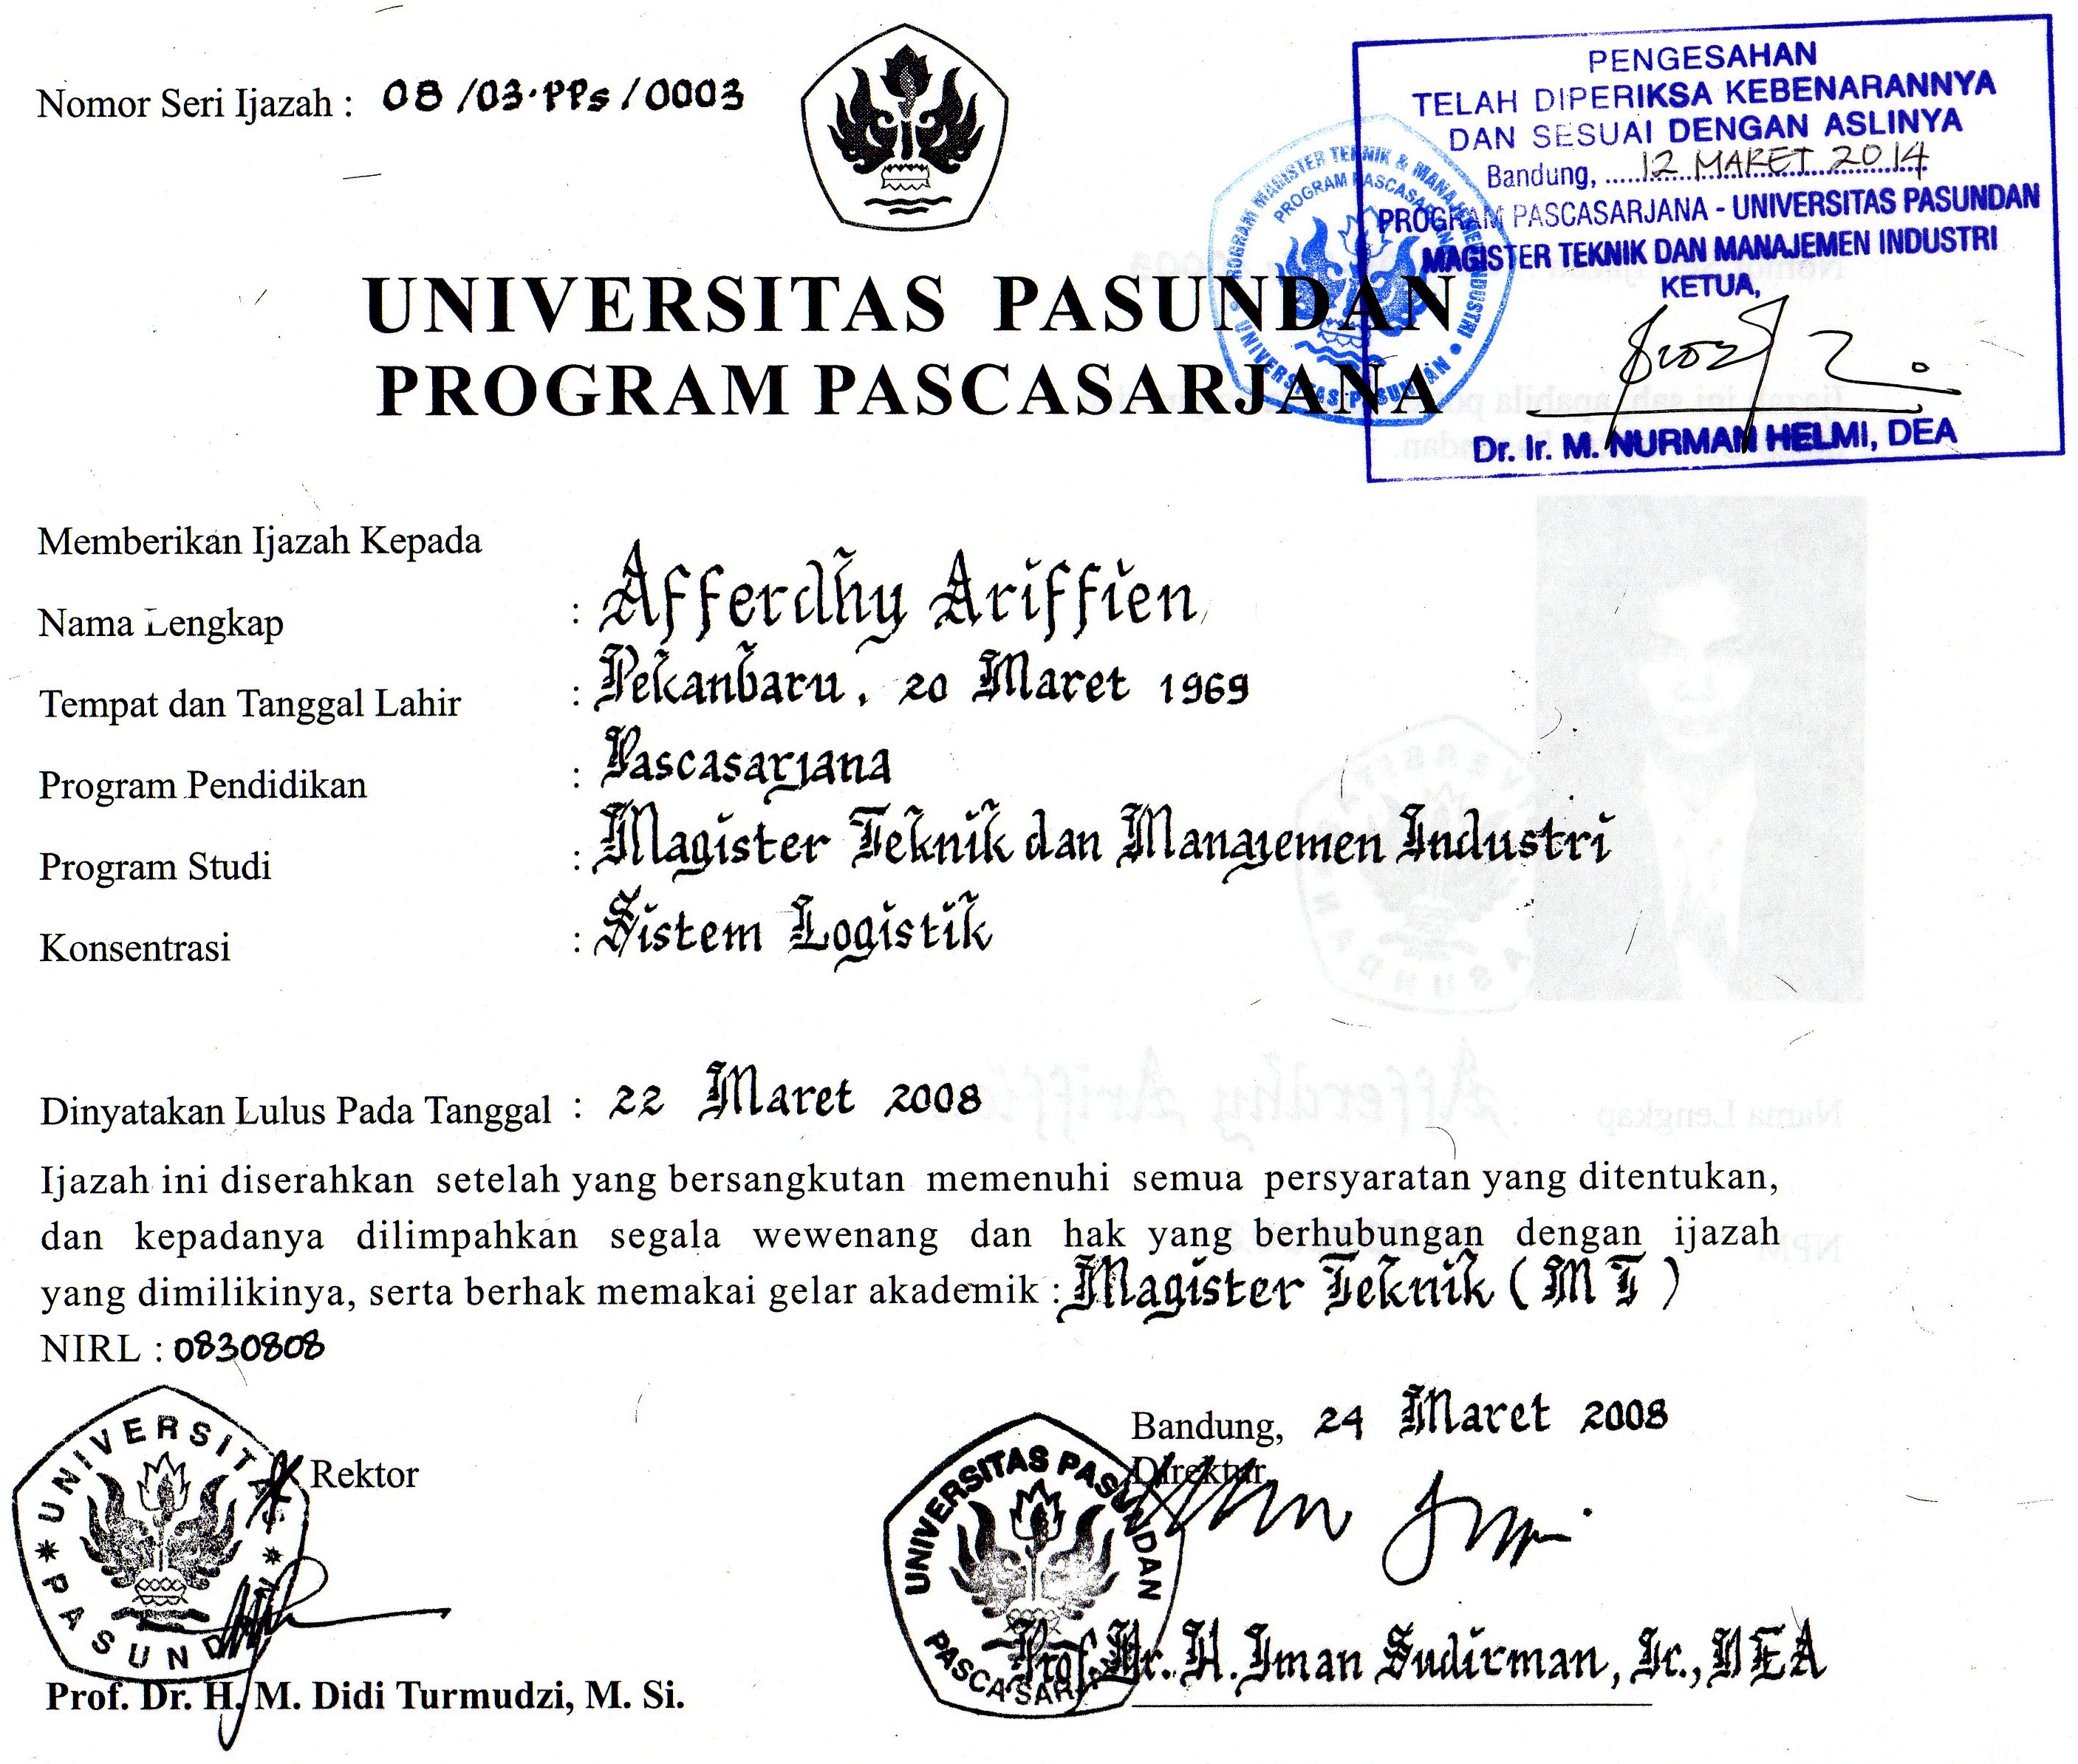 Nomor Seri Ijazah : 08/03.PPs/0003
PENGESAHAN
TELAH DIPERIKSA KEBENARANNYA
DAN SESUAI DENGAN ASLINYA
Bandung, 12 MARET 2014
PROGRAM PASCASARJANA - UNIVERSITAS PASUNDAN
MAGISTER TEKNIK DAN MANAJEMEN INDUSTRI
KETUA,
Dr. Ir. M. NURMAN HELMI, DEA
PROGRAM MAGISTER TEKNIK & MANAJEMEN INDUSTRI
PROGRAM PASCASARJANA
UNIVERSITAS PASUNDAN
UNIVERSITAS PASUNDAN
PROGRAM PASCASARJANA
Memberikan Ijazah Kepada
Nama Lengkap : Afferdhy Ariffien
Tempat dan Tanggal Lahir : Pekanbaru, 20 Maret 1969
Program Pendidikan : Pascasarjana
Program Studi : Magister Teknik dan Manajemen Industri
Konsentrasi : Sistem Logistik
Dinyatakan Lulus Pada Tanggal : 22 Maret 2008
Ijazah ini diserahkan setelah yang bersangkutan memenuhi semua persyaratan yang ditentukan,
dan kepadanya dilimpahkan segala wewenang dan hak yang berhubungan dengan ijazah
yang dimilikinya, serta berhak memakai gelar akademik : Magister Teknik ( MT )
NIRL : 0830808
Bandung, 24 Maret 2008
Rektor
Direktur,
UNIVERSITAS PASUNDAN
UNIVERSITAS PASUNDAN
PASCASARJANA
Prof. Dr. H. M. Didi Turmudzi, M. Si.
Prof. Dr. H. Iman Sudirman, Ir., DEA